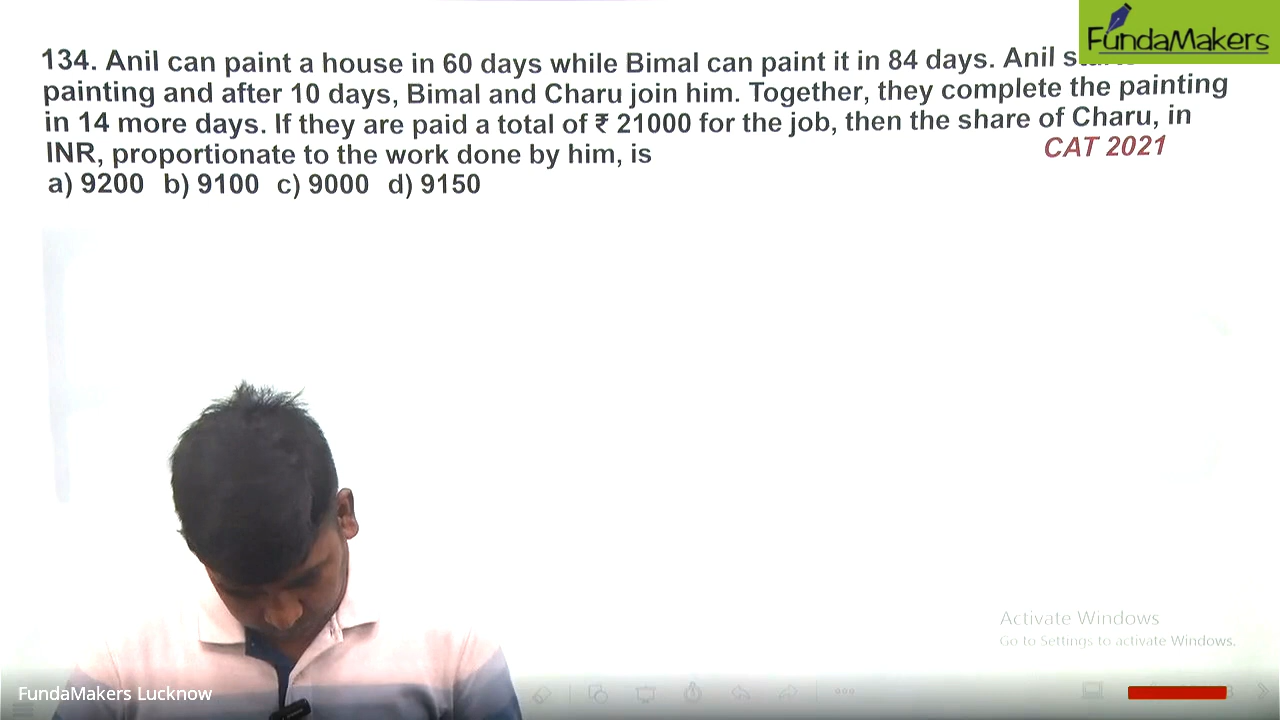 FundaMakers
134. Anil can paint a house in 60 days while Bimal can paint it in 84 days. Anil
painting and after 10 days, Bimal and Charu join him. Together, they complete the painting
in 14 more days. If they are paid a total of ₹ 21000 for the job, then the share of Charu, in
INR, proportionate to the work done by him, is
CAT 2021
a) 9200 b) 9100 c) 9000 d) 9150
Activate Windows
Go to Settings to activate Windows.
FundaMakers Lucknow